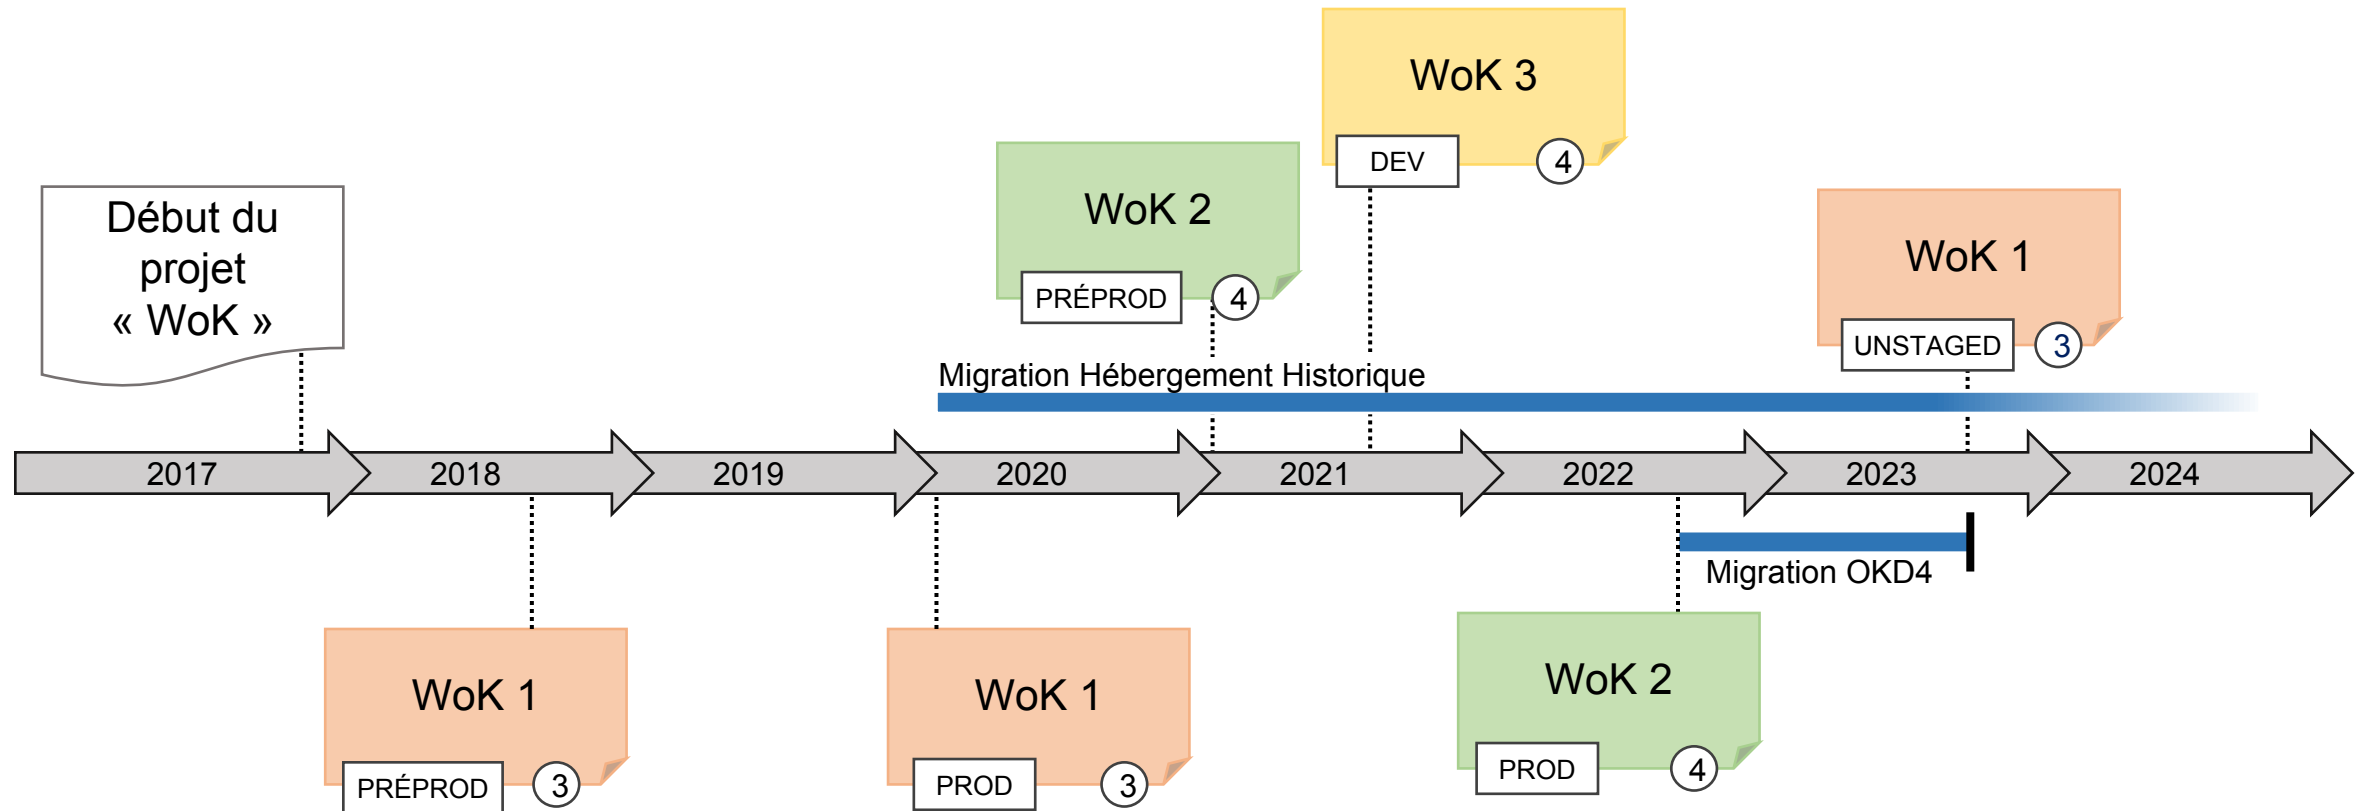 WoK 3
DEV
4
WoK 2
PRÉPROD
4
Début du
projet
« WoK »
WoK 1
UNSTAGED
3
Migration Hébergement Historique
2017
2018
2019
2020
2021
2022
2023
2024
Migration OKD4
WoK 1
PRÉPROD
3
WoK 1
PROD
3
WoK 2
PROD
4